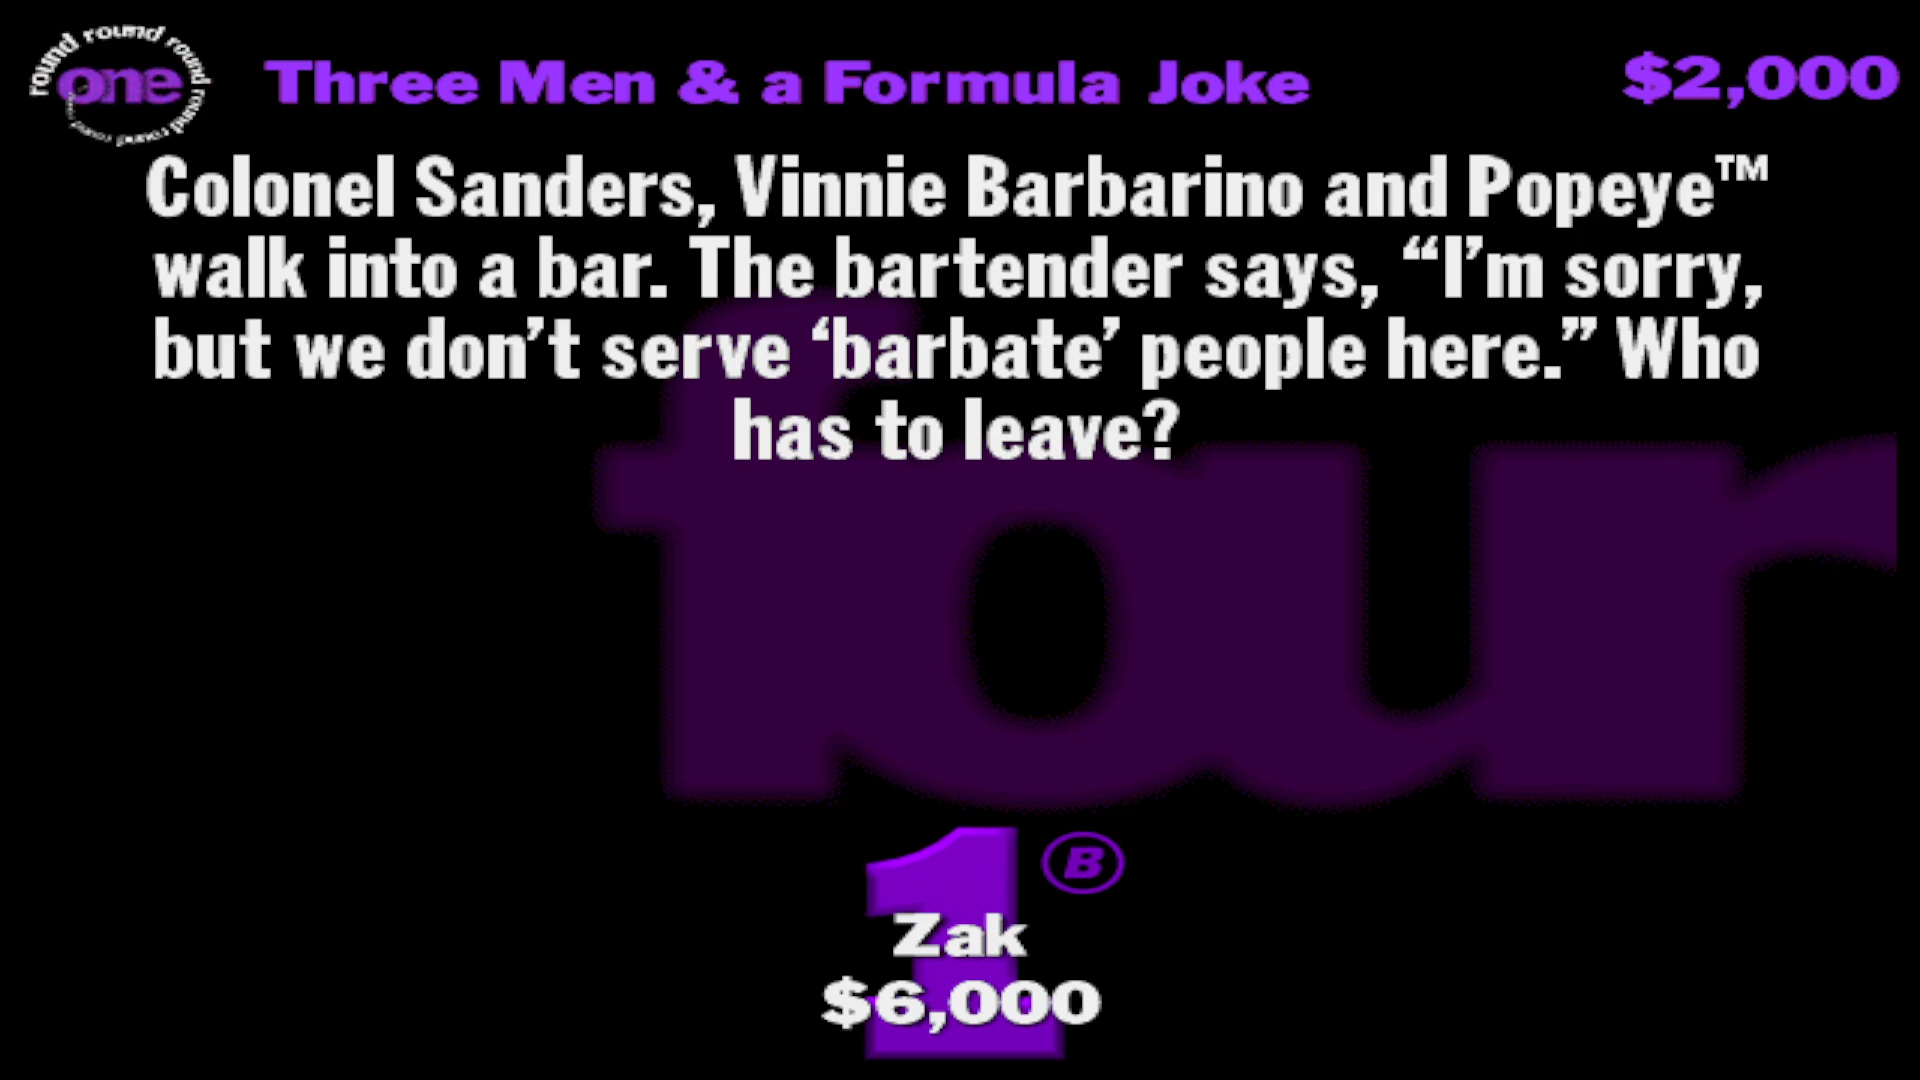 round round round round round round
one
Three Men & a Formula Joke
$2,000
Colonel Sanders, Vinnie Barbarino and Popeye™
walk into a bar. The bartender says, “I’m sorry,
but we don’t serve ‘barbate’ people here.” Who
has to leave?
four
1
B
Zak
$6,000